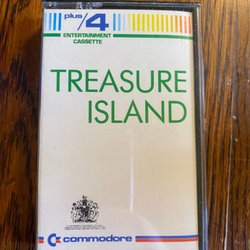 plus/4
ENTERTAINMENT
CASSETTE
TREASURE
ISLAND
commodore